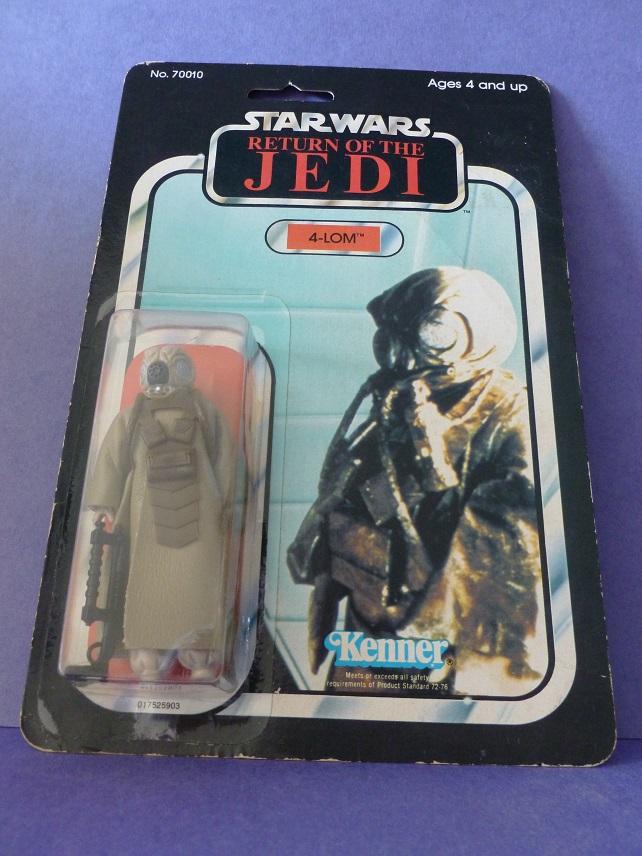 No. 70010
Ages 4 and up
STAR WARS
RETURN OF THE
JEDI
™
4-LOM™
Kenner®
Meets or exceeds all safety
requirements of Product Standard 72-76
017525903